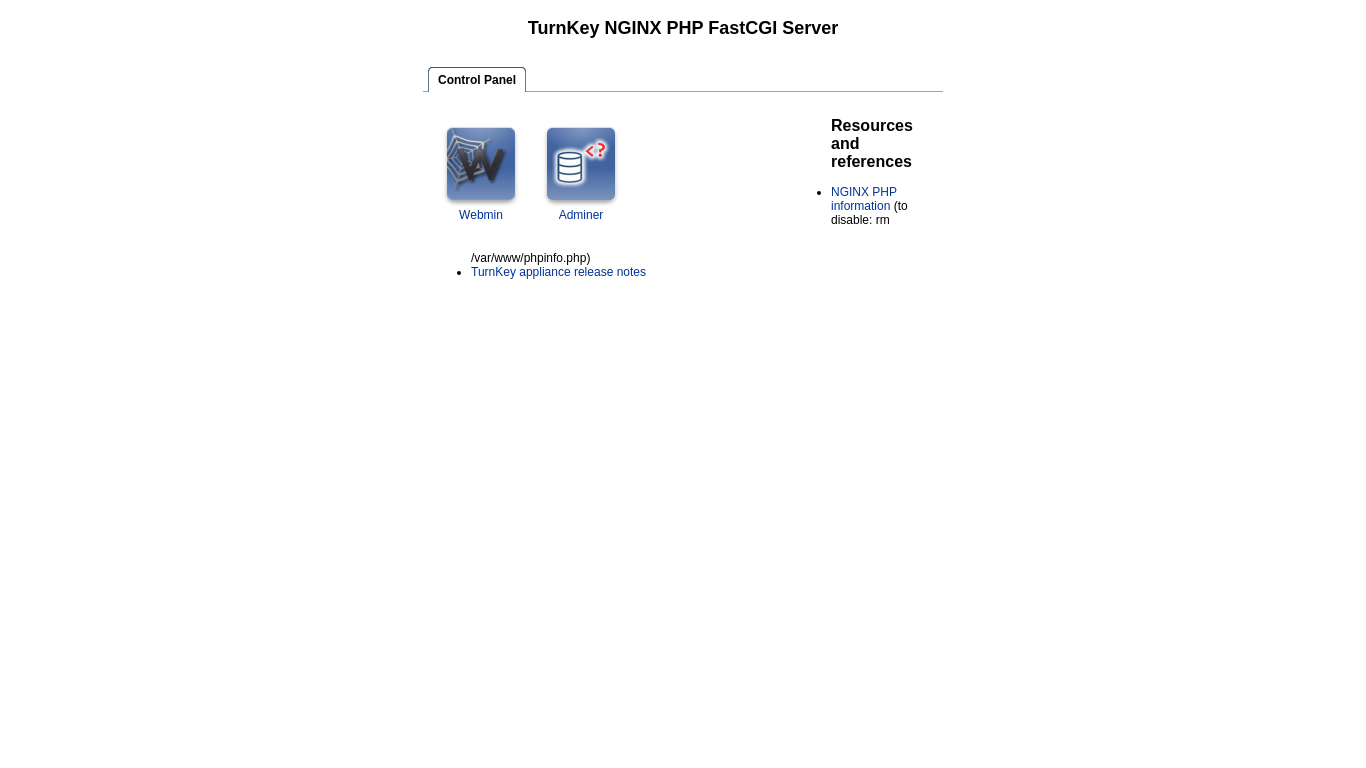 TurnKey NGINX PHP FastCGI Server
Control Panel
Webmin
Adminer
Resources
and
references
NGINX PHP
information (to
disable: rm
/var/www/phpinfo.php)
TurnKey appliance release notes